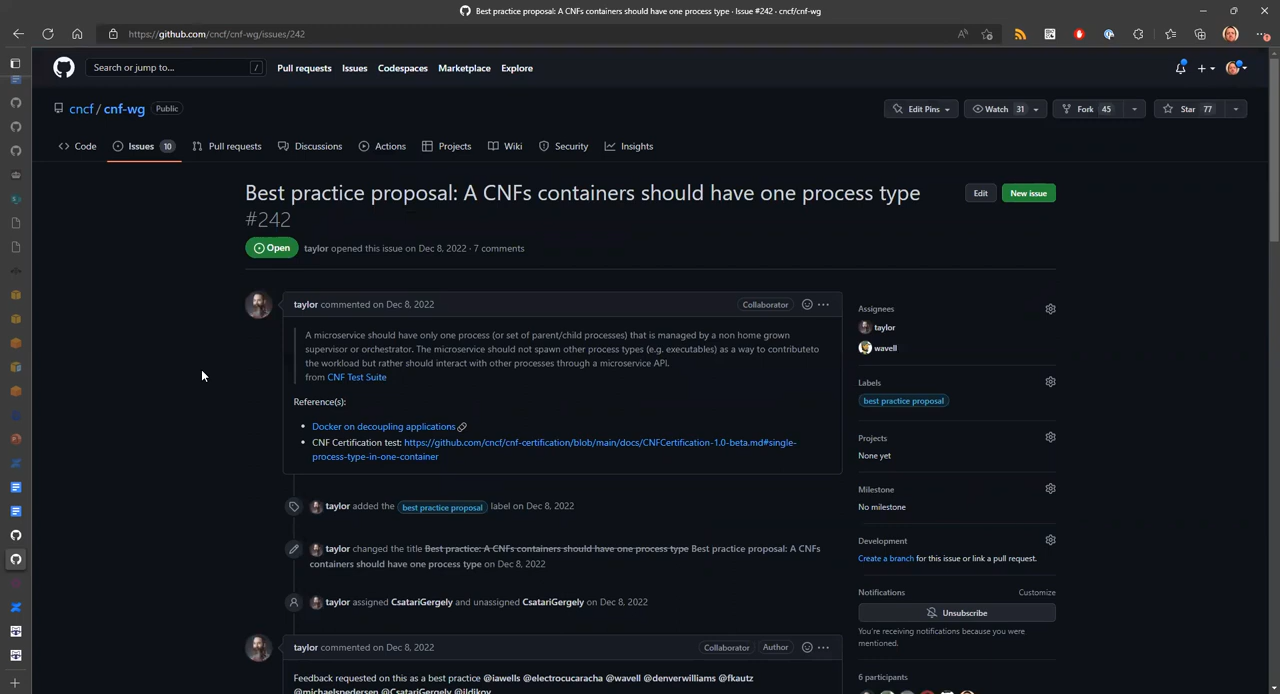 Best practice proposal: A CNFs containers should have one process type · Issue #242 · cncf/cnf-wg
https://github.com/cncf/cnf-wg/issues/242
Search or jump to...
/
Pull requests
Issues
Codespaces
Marketplace
Explore
cncf / cnf-wg
Public
Edit Pins
Watch 31
Fork 45
Star 77
Code
Issues 10
Pull requests
Discussions
Actions
Projects
Wiki
Security
Insights
Best practice proposal: A CNFs containers should have one process type
#242
Edit
New issue
Open
taylor opened this issue on Dec 8, 2022 · 7 comments
taylor commented on Dec 8, 2022
Collaborator
A microservice should have only one process (or set of parent/child processes) that is managed by a non home grown
supervisor or orchestrator. The microservice should not spawn other process types (e.g. executables) as a way to contributeto
the workload but rather should interact with other processes through a microservice API.
from CNF Test Suite
Reference(s):
• Docker on decoupling applications
• CNF Certification test: https://github.com/cncf/cnf-certification/blob/main/docs/CNFCertification-1.0-beta.md#single-
process-type-in-one-container
taylor added the best practice proposal label on Dec 8, 2022
taylor changed the title Best practice: A CNFs containers should have one process type Best practice proposal: A CNFs
containers should have one process type on Dec 8, 2022
taylor assigned CsatariGergely and unassigned CsatariGergely on Dec 8, 2022
taylor commented on Dec 8, 2022
Collaborator
Author
Feedback requested on this as a best practice @iawells @electrocucaracha @wavell @denverwilliams @fkautz
@michaelspedersen @CsatariGergely @ildikov
Assignees
taylor
wavell
Labels
best practice proposal
Projects
None yet
Milestone
No milestone
Development
Create a branch for this issue or link a pull request.
Notifications
Customize
Unsubscribe
You're receiving notifications because you were
mentioned.
6 participants